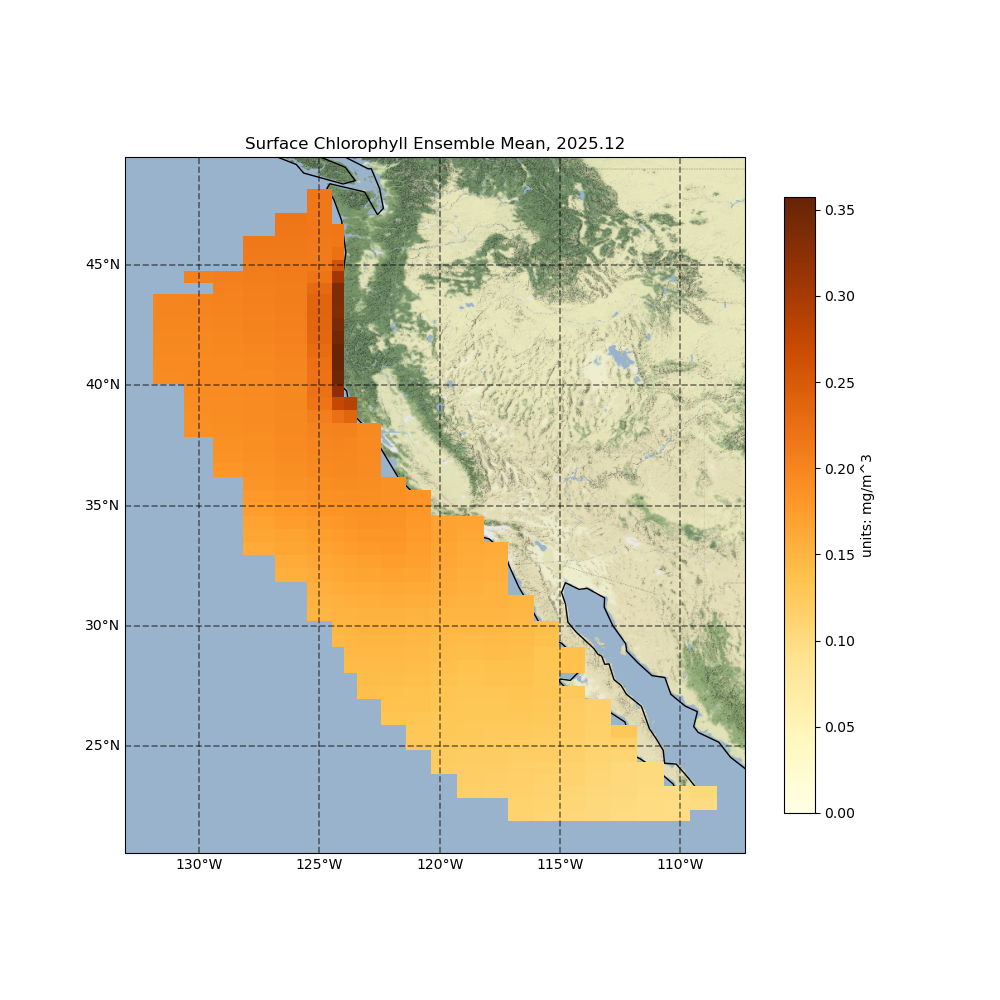 Surface Chlorophyll Ensemble Mean, 2025.12
45°N
40°N
35°N
30°N
25°N
130°W
125°W
120°W
115°W
110°W
0.35
0.30
0.25
0.20
0.15
0.10
0.05
0.00
units: mg/m^3